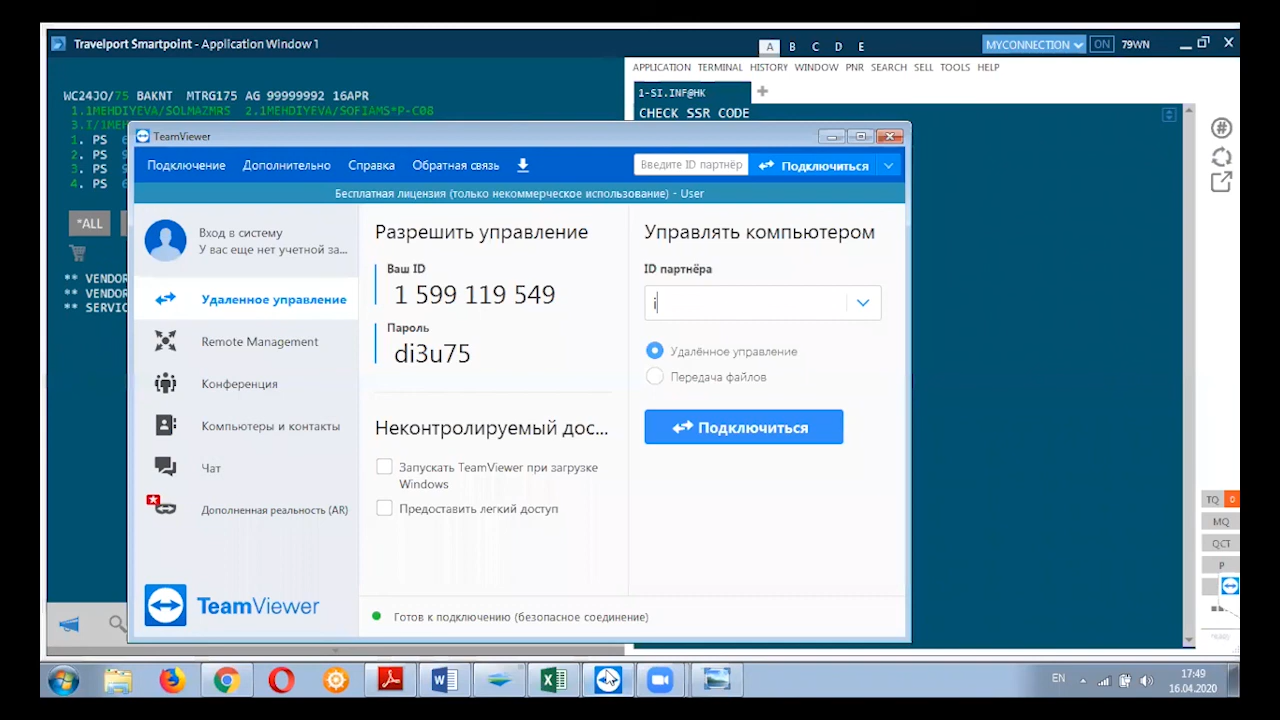 Travelport Smartpoint - Application Window 1
A B C D E
MYCONNECTION ON 79WN
APPLICATION TERMINAL HISTORY WINDOW PNR SEARCH SELL TOOLS HELP
WC24JO/75 BAKNT MTRG175 AG 99999992 16APR
1.1MEHDIYEVA/SOLMAZMRS 2.1MEHDIYEVA/SOFIAMS*P-C08
3.I/1MEH
1. PS 6
2. PS 9
3. PS 9
4. PS 6
*ALL
** VENDOR
** VENDOR
** SERVIC
1-SI.INF@HK
CHECK SSR CODE
TeamViewer
Подключение Дополнительно Справка Обратная связь
Введите ID партнёр
Подключиться
Бесплатная лицензия (только некоммерческое использование) - User
Вход в систему
У вас еще нет учетной за...
Удаленное управление
Remote Management
Конференция
Компьютеры и контакты
Чат
Дополненная реальность (AR)
TeamViewer
Разрешить управление
Ваш ID
1 599 119 549
Пароль
di3u75
Неконтролируемый дос...
Запускать TeamViewer при загрузке
Windows
Предоставить легкий доступ
Управлять компьютером
ID партнёра
i
Удалённое управление
Передача файлов
Подключиться
Готов к подключению (безопасное соединение)
TQ 0
MQ
QCT
P
EN
17:49
16.04.2020